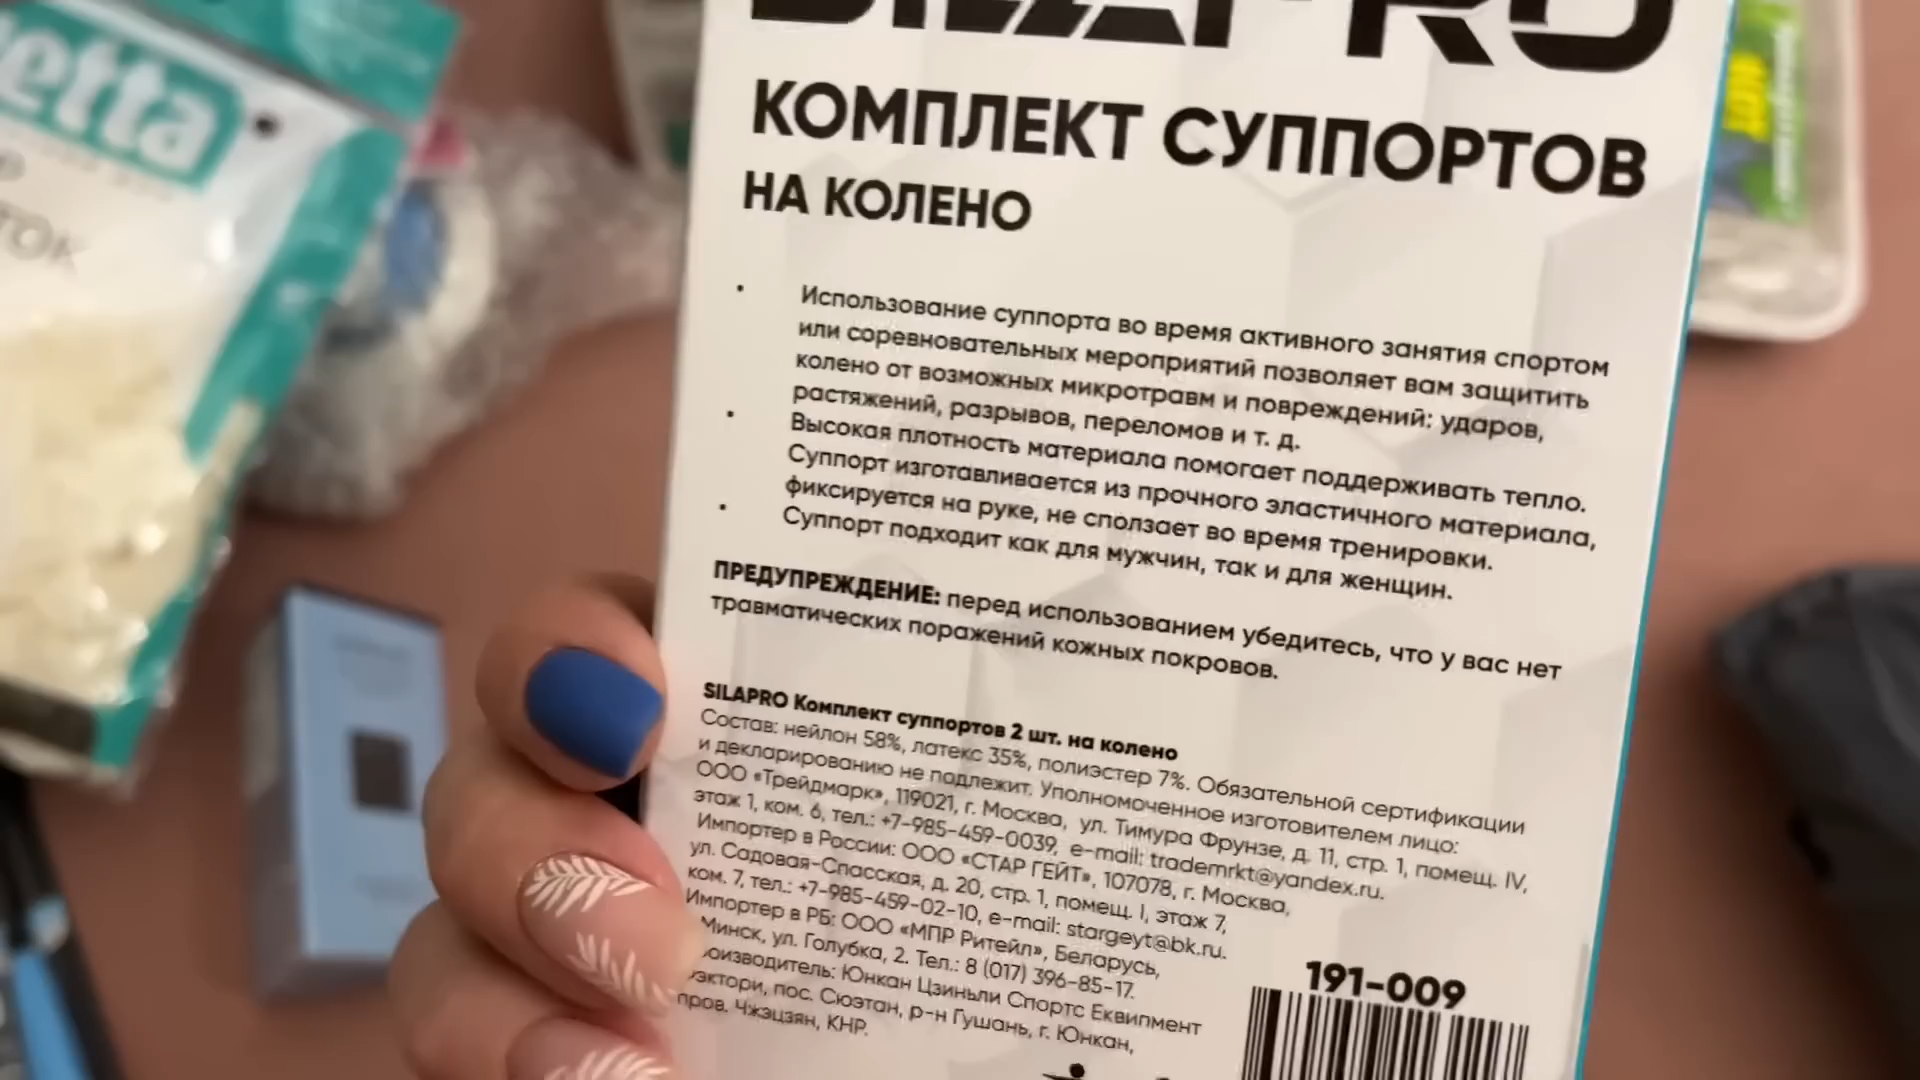 etta
ТОК
SILAPRO
КОМПЛЕКТ СУППОРТОВ
НА КОЛЕНО
• Использование суппорта во время активного занятия спортом
или соревновательных мероприятий позволяет вам защитить
колено от возможных микротравм и повреждений: ударов,
растяжений, разрывов, переломов и т. д.
• Высокая плотность материала помогает поддерживать тепло.
Суппорт изготавливается из прочного эластичного материала,
фиксируется на руке, не сползает во время тренировки.
• Суппорт подходит как для мужчин, так и для женщин.
ПРЕДУПРЕЖДЕНИЕ: перед использованием убедитесь, что у вас нет
травматических поражений кожных покровов.
SILAPRO Комплект суппортов 2 шт. на колено
Состав: нейлон 58%, латекс 35%, полиэстер 7%. Обязательной сертификации
и декларированию не подлежит. Уполномоченное изготовителем лицо:
ООО «Трейдмарк», 119021, г. Москва, ул. Тимура Фрунзе, д. 11, стр. 1, помещ. IV,
этаж 1, ком. 6, тел.: +7-985-459-0039, e-mail: trademrkt@yandex.ru.
Импортер в России: ООО «СТАР ГЕЙТ», 107078, г. Москва,
ул. Садовая-Спасская, д. 20, стр. 1, помещ. I, этаж 7,
ком. 7, тел.: +7-985-459-02-10, e-mail: stargeyt@bk.ru.
Импортер в РБ: ООО «МПР Ритейл», Беларусь,
Минск, ул. Голубка, 2. Тел.: 8 (017) 396-85-17.
роизводитель: Юнкан Цзиньли Спортс Еквипмент
эктори, пос. Сюэтан, р-н Гушань, г. Юнкан,
пров. Чжэцзян, КНР.
191-009